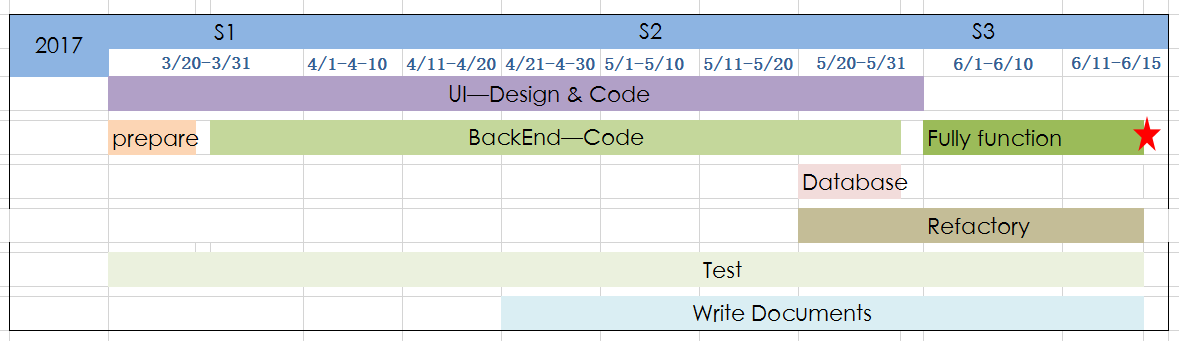 2017 S1 S2 S3
3/20-3/31 4/1-4-10 4/11-4/20 4/21-4-30 5/1-5/10 5/11-5/20 5/20-5/31 6/1-6/10 6/11-6/15
UI—Design & Code
prepare BackEnd—Code Fully function
Database
Refactory
Test
Write Documents